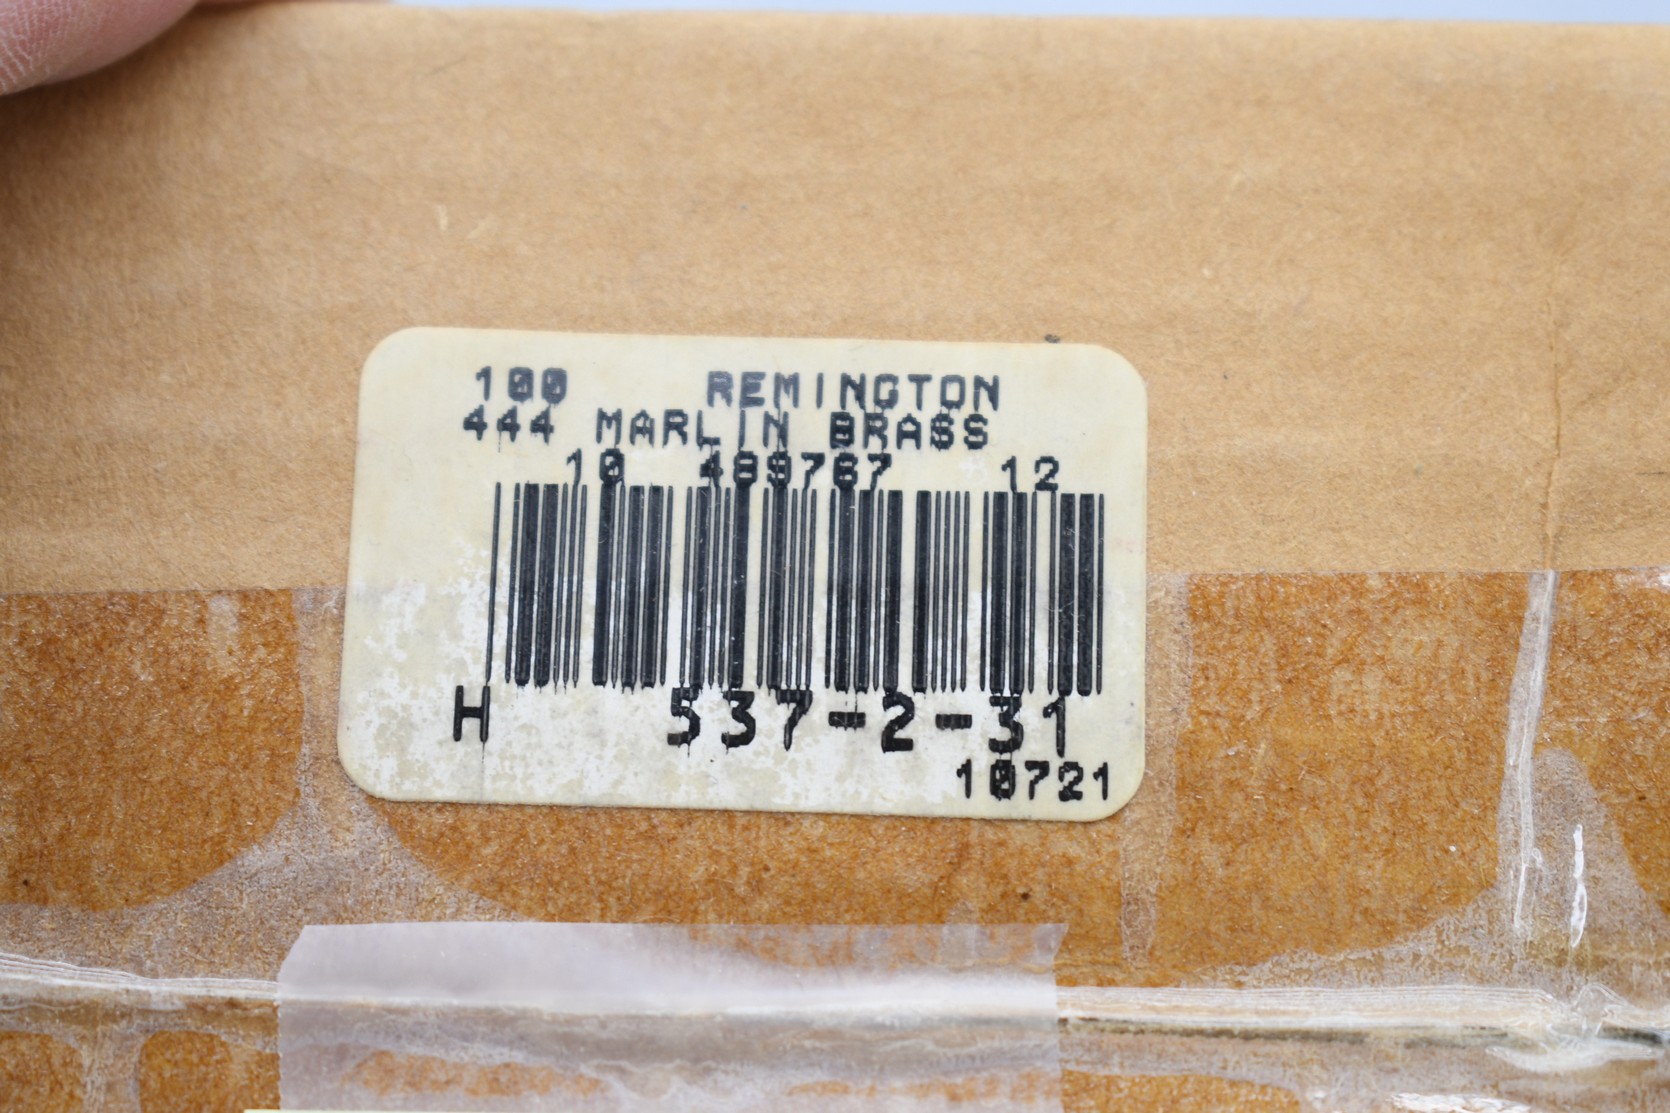 100 REMINGTON
444 MARLIN BRASS
10 489767 12
H 537-2-31
10721